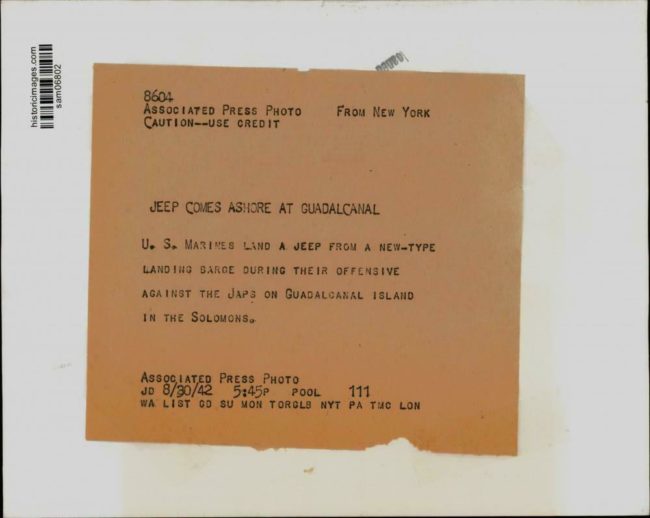 historicimages.com
sam06802
8604
ASSOCIATED PRESS PHOTO FROM NEW YORK
CAUTION--USE CREDIT
JEEP COMES ASHORE AT GUADALCANAL
U. S. MARINES LAND A JEEP FROM A NEW-TYPE
LANDING BARGE DURING THEIR OFFENSIVE
AGAINST THE JAPS ON GUADALCANAL ISLAND
IN THE SOLOMONS.
ASSOCIATED PRESS PHOTO
JD 8/30/42 5:45P POOL 111
WA LIST GD SU MON TORGLS NYT PA TMC LON